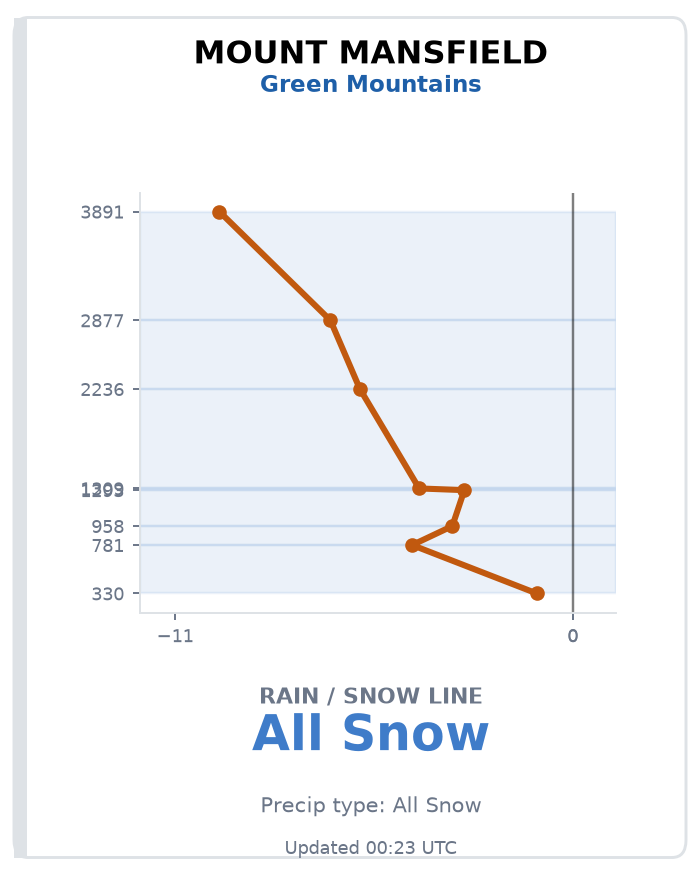 MOUNT MANSFIELD
Green Mountains
3891
2877
2236
958
781
330
−11
0
RAIN / SNOW LINE
All Snow
Precip type: All Snow
Updated 00:23 UTC